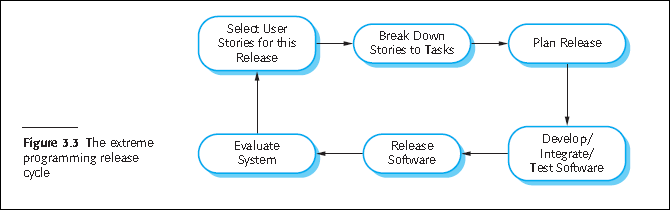 Select User
Stories for this
Release
Break Down
Stories to Tasks
Plan Release
Develop/
Integrate/
Test Software
Release
Software
Evaluate
System
Figure 3.3 The extreme
programming release
cycle